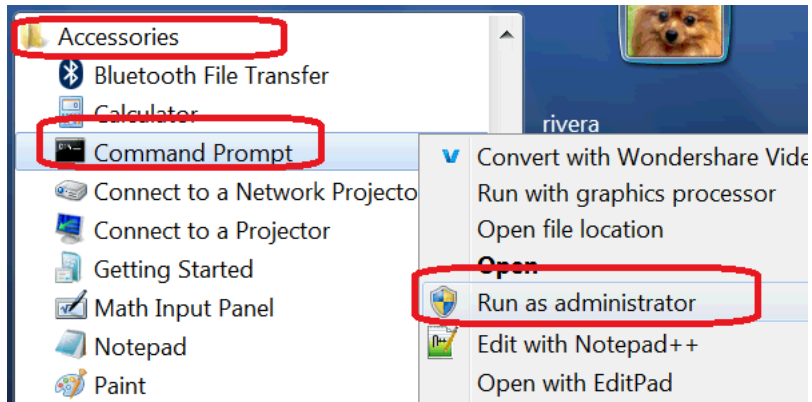 Accessories
Bluetooth File Transfer
Calculator
Command Prompt
Connect to a Network Projecto
Connect to a Projector
Getting Started
Math Input Panel
Notepad
Paint
rivera
Convert with Wondershare Vide
Run with graphics processor
Open file location
Open
Run as administrator
Edit with Notepad++
Open with EditPad